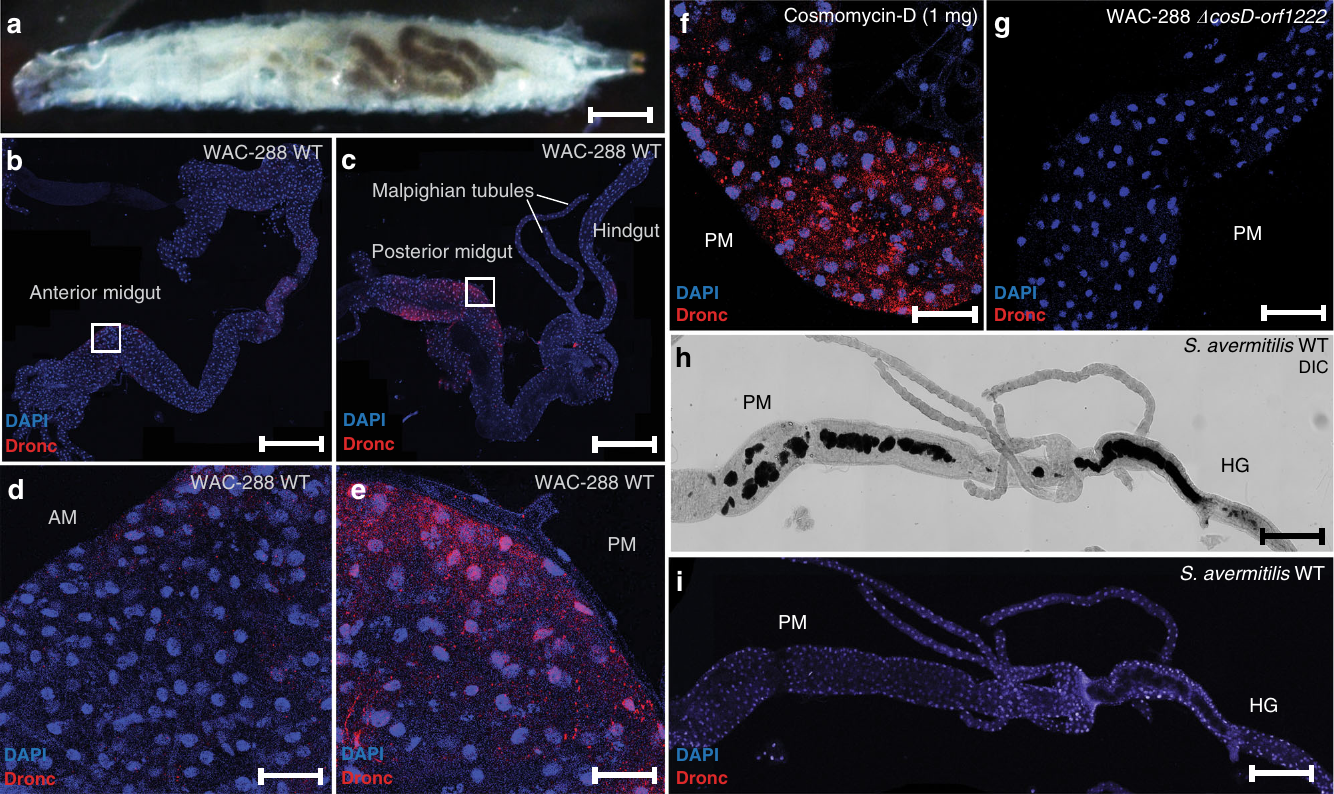 a
b
WAC-288 WT
Anterior midgut
DAPI
Dronc
c
WAC-288 WT
Malpighian tubules
Hindgut
Posterior midgut
DAPI
Dronc
d
WAC-288 WT
AM
DAPI
Dronc
e
WAC-288 WT
PM
DAPI
Dronc
f
Cosmomycin-D (1 mg)
PM
DAPI
Dronc
g
WAC-288 ΔcosD-orf1222
PM
DAPI
Dronc
h
S. avermitilis WT
DIC
PM
HG
i
S. avermitilis WT
PM
HG
DAPI
Dronc